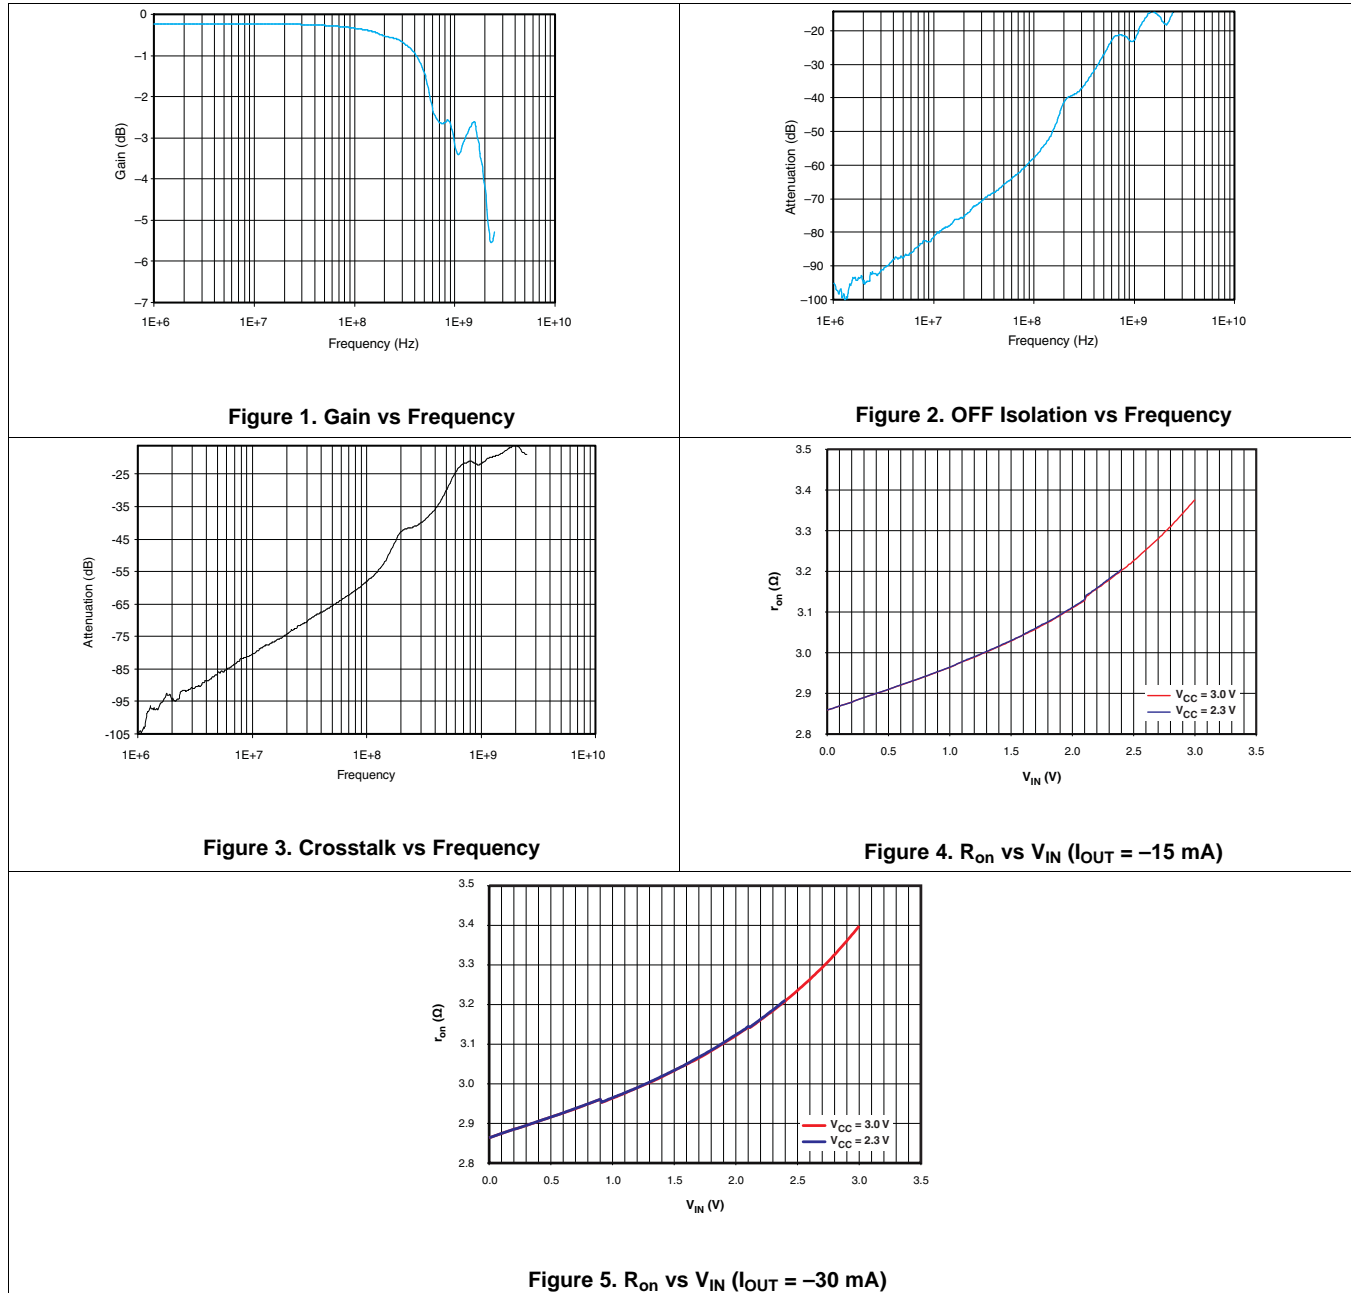 0
−1
−2
−3
−4
−5
−6
−7
Gain (dB)
1E+6 1E+7 1E+8 1E+9 1E+10
Frequency (Hz)
Figure 1. Gain vs Frequency
−20
−30
−40
−50
−60
−70
−80
−90
−100
Attenuation (dB)
1E+6 1E+7 1E+8 1E+9 1E+10
Frequency (Hz)
Figure 2. OFF Isolation vs Frequency
-25
-35
-45
-55
-65
-75
-85
-95
-105
Attenuation (dB)
1E+6 1E+7 1E+8 1E+9 1E+10
Frequency
Figure 3. Crosstalk vs Frequency
3.5
3.4
3.3
3.2
3.1
3.0
2.9
2.8
ron (Ω)
VCC = 3.0 V
VCC = 2.3 V
0.0 0.5 1.0 1.5 2.0 2.5 3.0 3.5
VIN (V)
Figure 4. Ron vs VIN (IOUT = –15 mA)
3.5
3.4
3.3
3.2
3.1
3.0
2.9
2.8
ron (Ω)
VCC = 3.0 V
VCC = 2.3 V
0.0 0.5 1.0 1.5 2.0 2.5 3.0 3.5
VIN (V)
Figure 5. Ron vs VIN (IOUT = –30 mA)